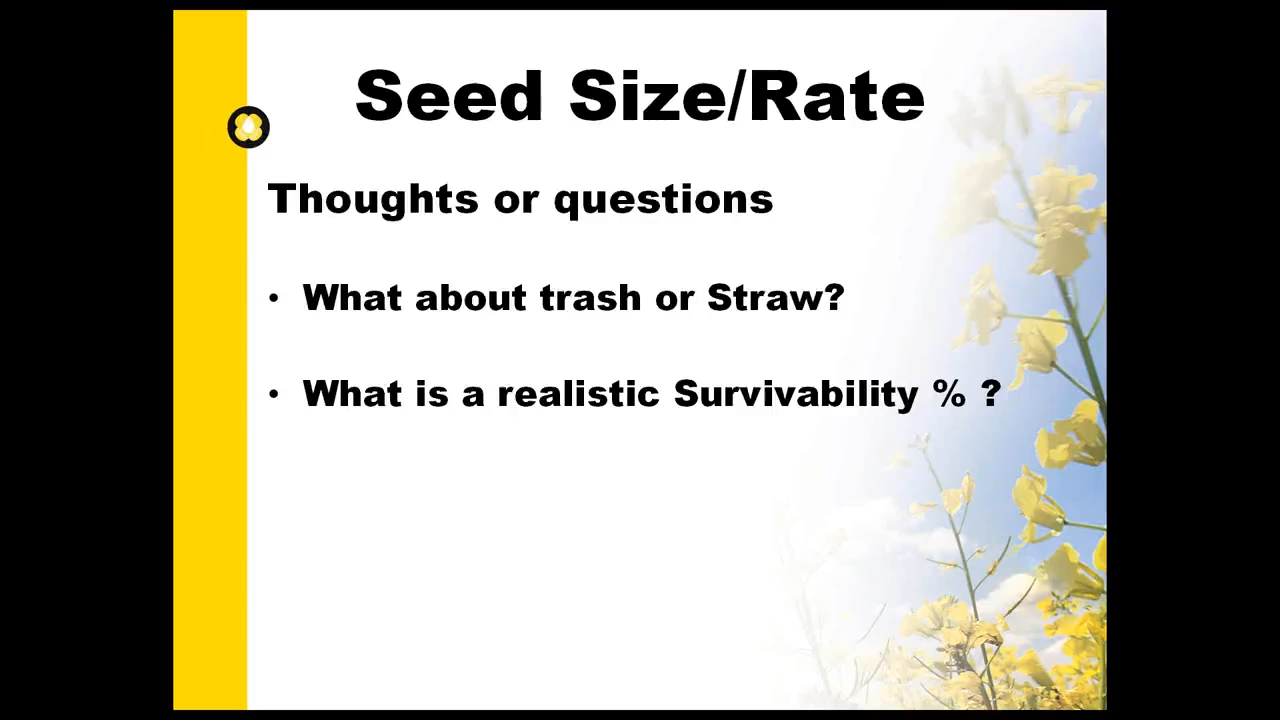 Seed Size/Rate
Thoughts or questions
• What about trash or Straw?
• What is a realistic Survivability % ?